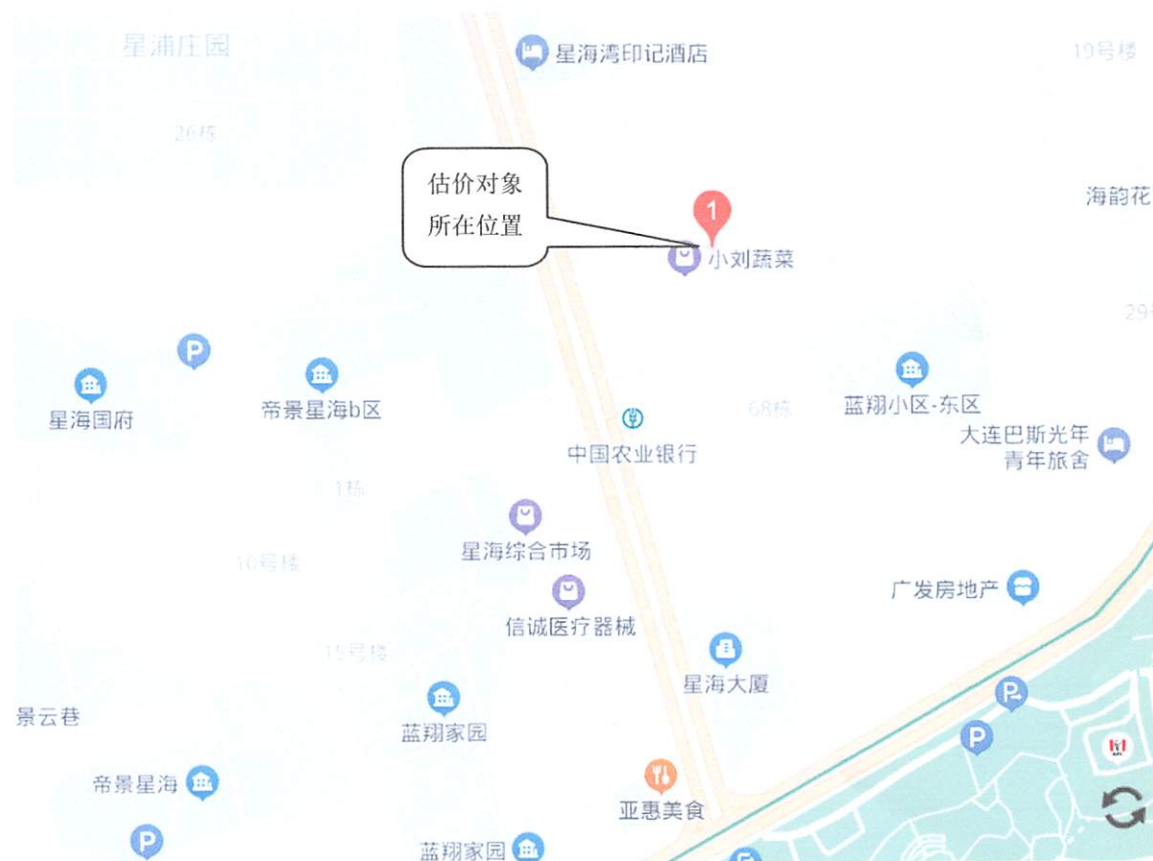 星浦庄园
星海湾印记酒店
19号楼
26栋
估价对象
所在位置
1
海韵花
小刘蔬菜
29号
P
星海国府
帝景星海b区
蓝翔小区-东区
68栋
中国农业银行
大连巴斯光年
青年旅舍
1栋
星海综合市场
10号楼
广发房地产
信诚医疗器械
15号楼
星海大厦
P
景云巷
蓝翔家园
P
帝景星海
亚惠美食
P
蓝翔家园